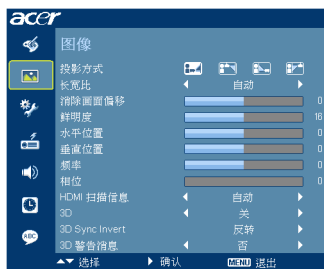 acer
图像
投影方式
长宽比 自动
消除画面偏移 0
鲜明度 16
水平位置 0
垂直位置 0
频率 0
相位 0
HDMI 扫描信息 自动
3D 关
3D Sync Invert 反转
3D 警告消息 否
选择 确认 MENU 退出
ABC